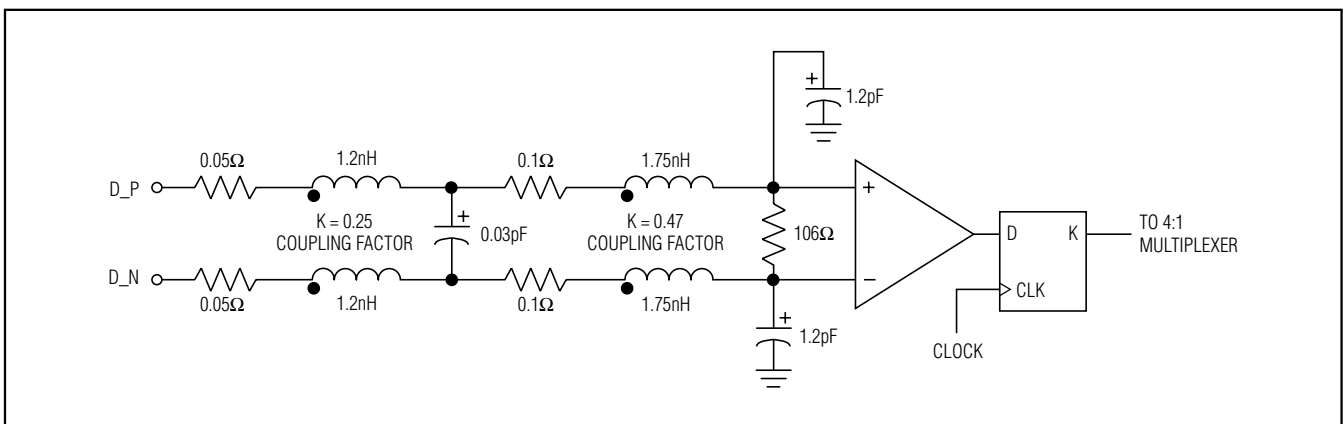 +
1.2pF
0.05Ω
1.2nH
0.1Ω
1.75nH
D_P
+
K = 0.25
COUPLING FACTOR
+
0.03pF
K = 0.47
COUPLING FACTOR
106Ω
D
K
TO 4:1
MULTIPLEXER
D_N
−
CLK
0.05Ω
1.2nH
0.1Ω
1.75nH
+
1.2pF
CLOCK